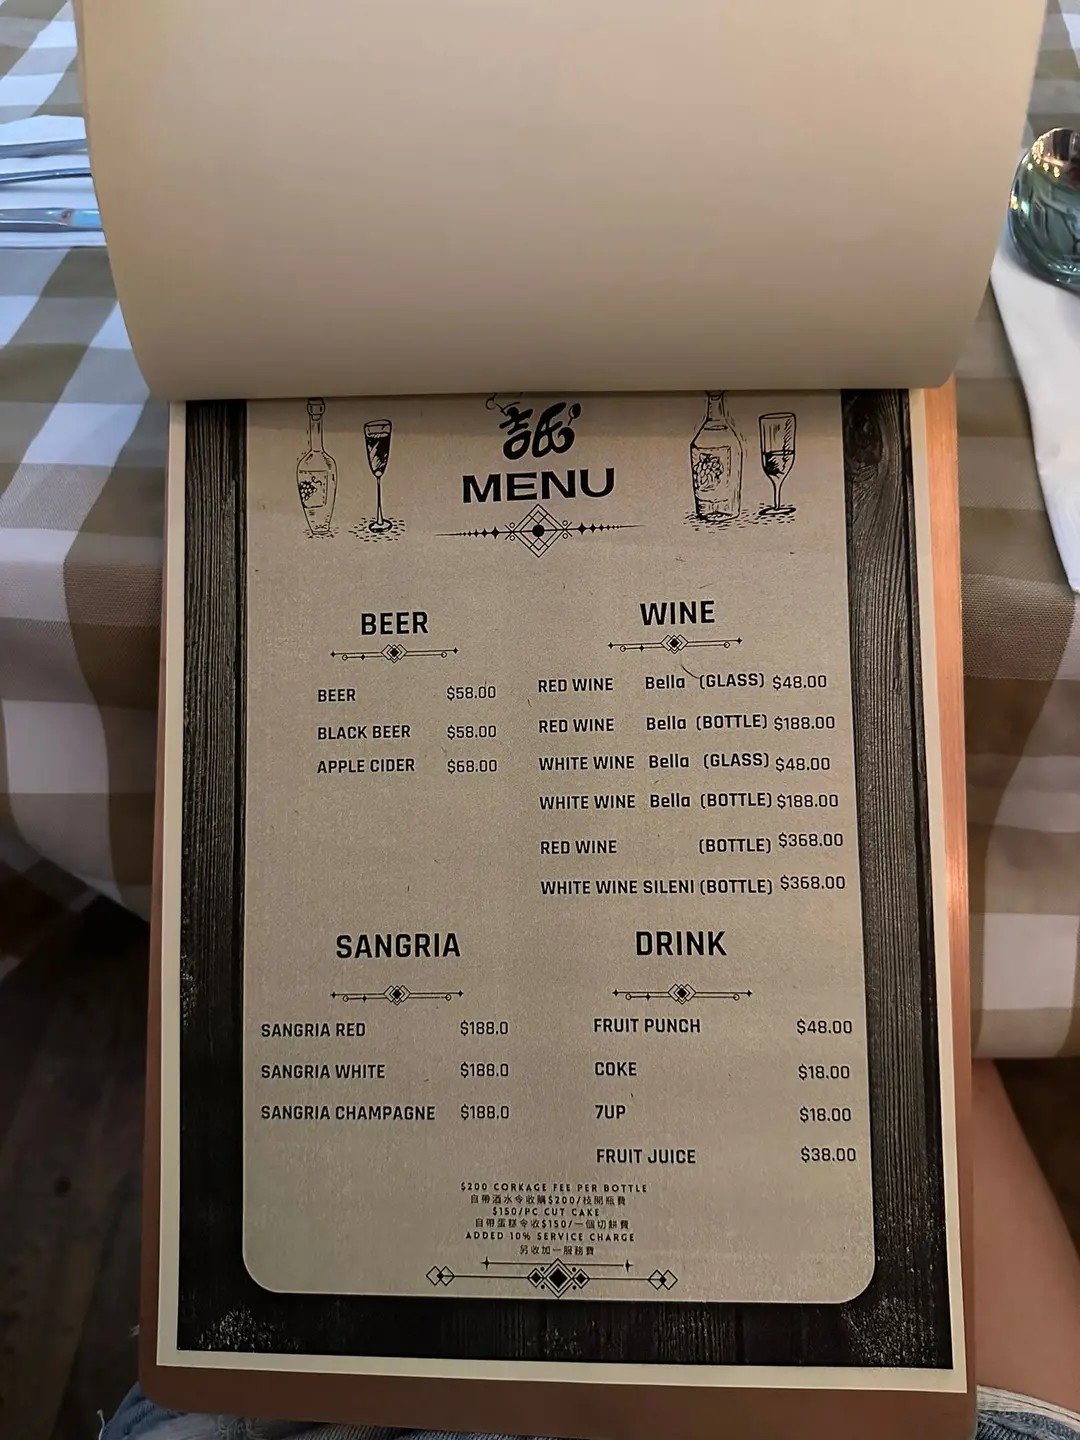 MENU
BEER
BEER $58.00
BLACK BEER $58.00
APPLE CIDER $68.00
WINE
RED WINE Bella (GLASS) $48.00
RED WINE Bella (BOTTLE) $188.00
WHITE WINE Bella (GLASS) $48.00
WHITE WINE Bella (BOTTLE) $188.00
RED WINE (BOTTLE) $368.00
WHITE WINE SILENI (BOTTLE) $368.00
SANGRIA
SANGRIA RED $188.0
SANGRIA WHITE $188.0
SANGRIA CHAMPAGNE $188.0
DRINK
FRUIT PUNCH $48.00
COKE $18.00
7UP $18.00
FRUIT JUICE $38.00
$200 CORKAGE FEE PER BOTTLE
自帶酒水令收購$200/枝開瓶費
$150/PC CUT CAKE
自帶蛋糕令收$150/一個切餅費
ADDED 10% SERVICE CHARGE
另收加一服務費